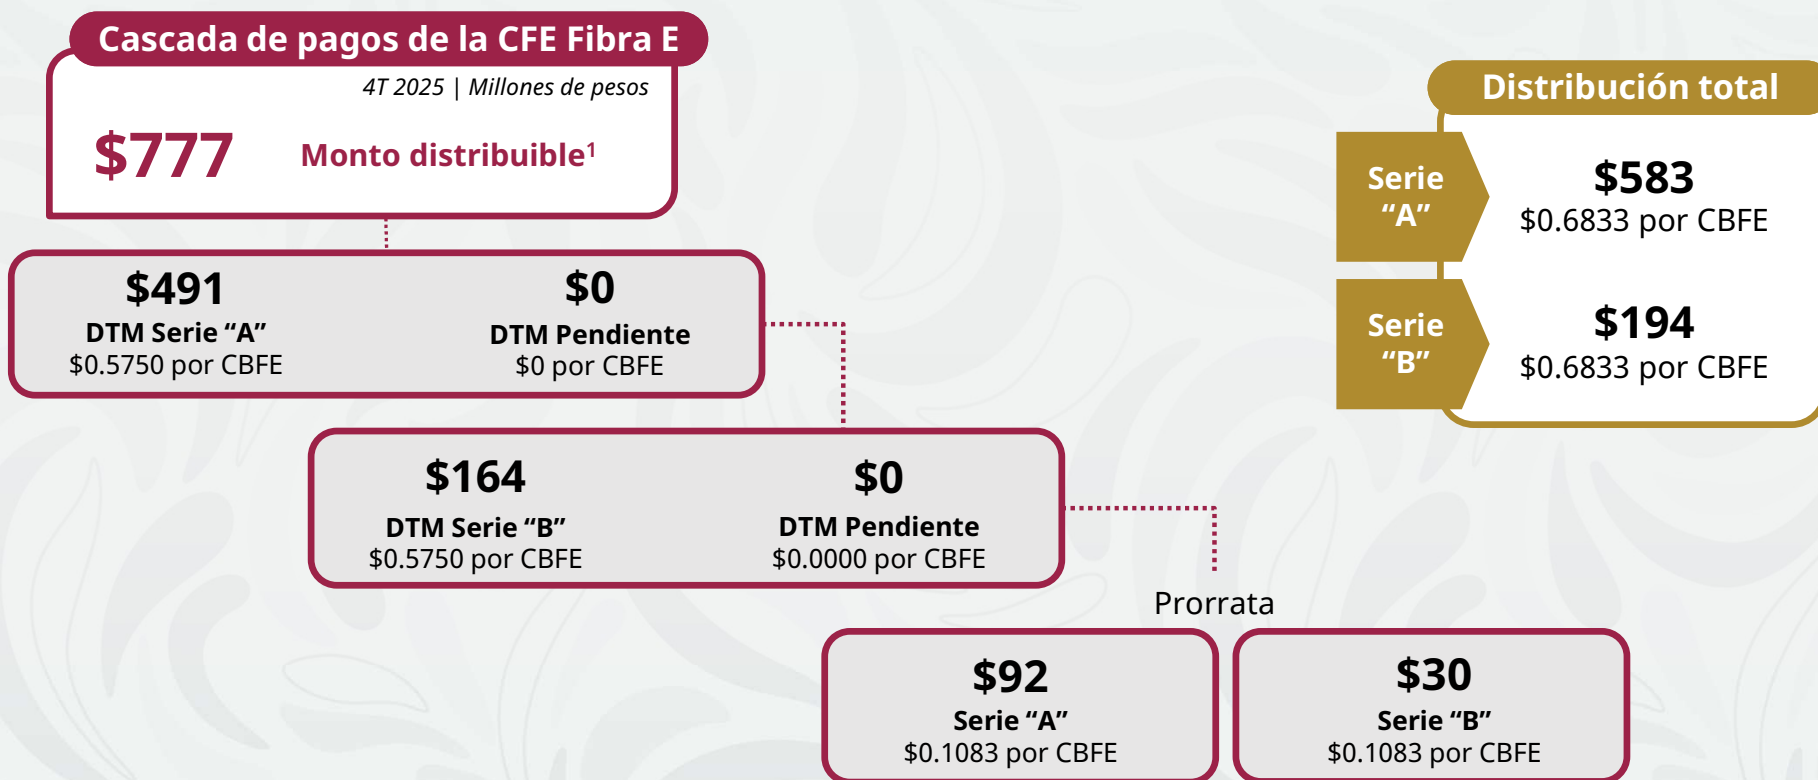 Cascada de pagos de la CFE Fibra E
4T 2025 | Millones de pesos
$777
Monto distribuible¹
$491
DTM Serie “A”
$0.5750 por CBFE
$0
DTM Pendiente
$0 por CBFE
$164
DTM Serie “B”
$0.5750 por CBFE
$0
DTM Pendiente
$0.0000 por CBFE
Prorrata
$92
Serie “A”
$0.1083 por CBFE
$30
Serie “B”
$0.1083 por CBFE
Distribución total
Serie
“A”
$583
$0.6833 por CBFE
Serie
“B”
$194
$0.6833 por CBFE